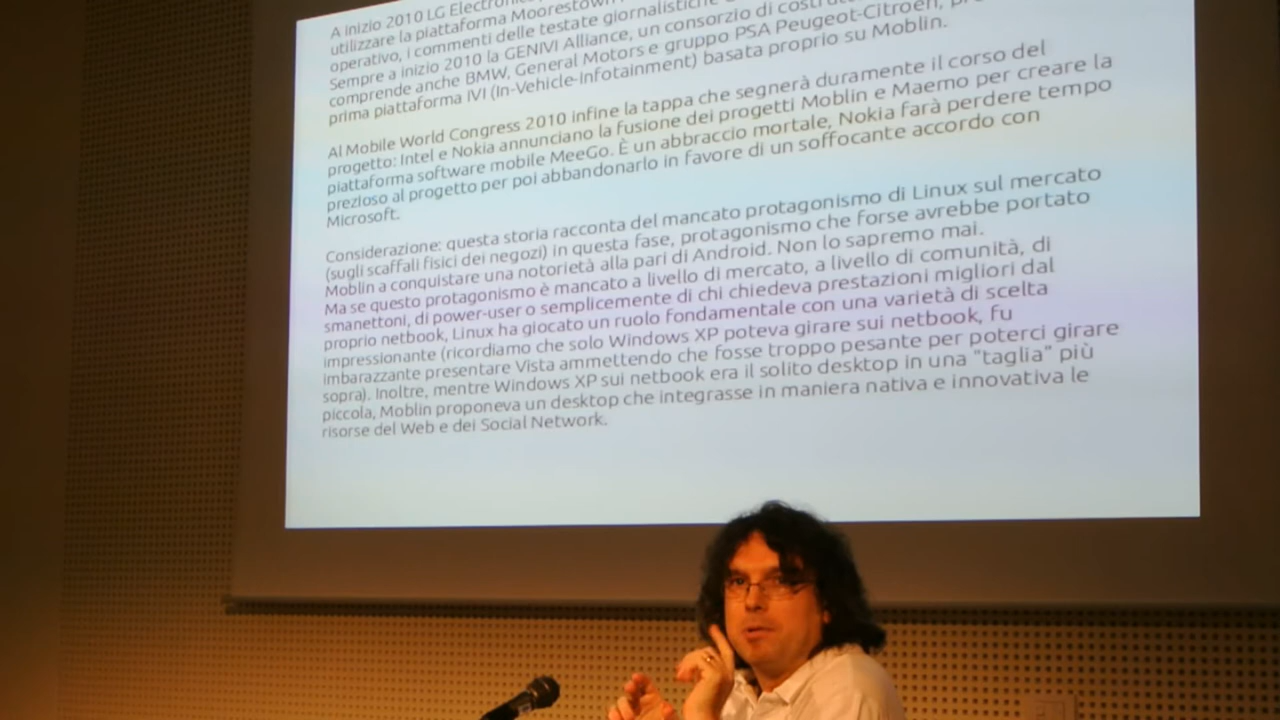 A inizio 2010 LG Electronics
utilizzare la piattaforma Moorestown
operativo, i commenti delle testate giornalistiche
Sempre a inizio 2010 la GENIVI Alliance, un consorzio di
comprende anche BMW, General Motors e gruppo PSA Peugeot-Citroën,
prima piattaforma IVI (In-Vehicle-Infotainment) basata proprio su Moblin.
Al Mobile World Congress 2010 infine la tappa che segnerà duramente il corso del
progetto: Intel e Nokia annunciano la fusione dei progetti Moblin e Maemo per creare la
piattaforma software mobile MeeGo. È un abbraccio mortale, Nokia farà perdere tempo
prezioso al progetto per poi abbandonarlo in favore di un soffocante accordo con
Microsoft.
Considerazione: questa storia racconta del mancato protagonismo di Linux sul mercato
(sugli scaffali fisici dei negozi) in questa fase, protagonismo che forse avrebbe portato
Moblin a conquistare una notorietà alla pari di Android. Non lo sapremo mai.
Ma se questo protagonismo è mancato a livello di mercato, a livello di comunità, di
smanettoni, di power-user o semplicemente di chi chiedeva prestazioni migliori dal
proprio netbook, Linux ha giocato un ruolo fondamentale con una varietà di scelta
impressionante (ricordiamo che solo Windows XP poteva girare sui netbook, fu
imbarazzante presentare Vista ammettendo che fosse troppo pesante per poterci girare
sopra). Inoltre, mentre Windows XP sui netbook era il solito desktop in una "taglia" più
piccola, Moblin proponeva un desktop che integrasse in maniera nativa e innovativa le
risorse del Web e dei Social Network.